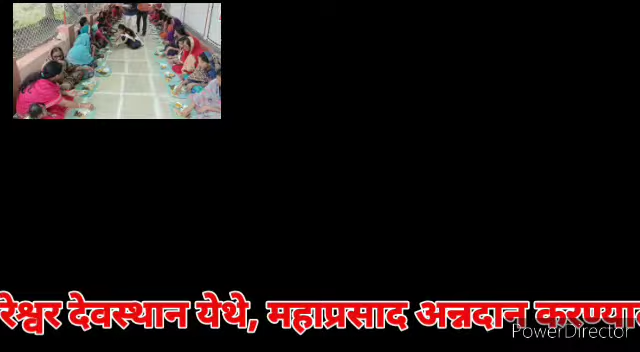 रेश्वर देवस्थान येथे, महाप्रसाद अन्नदान करण्या
PowerDirector